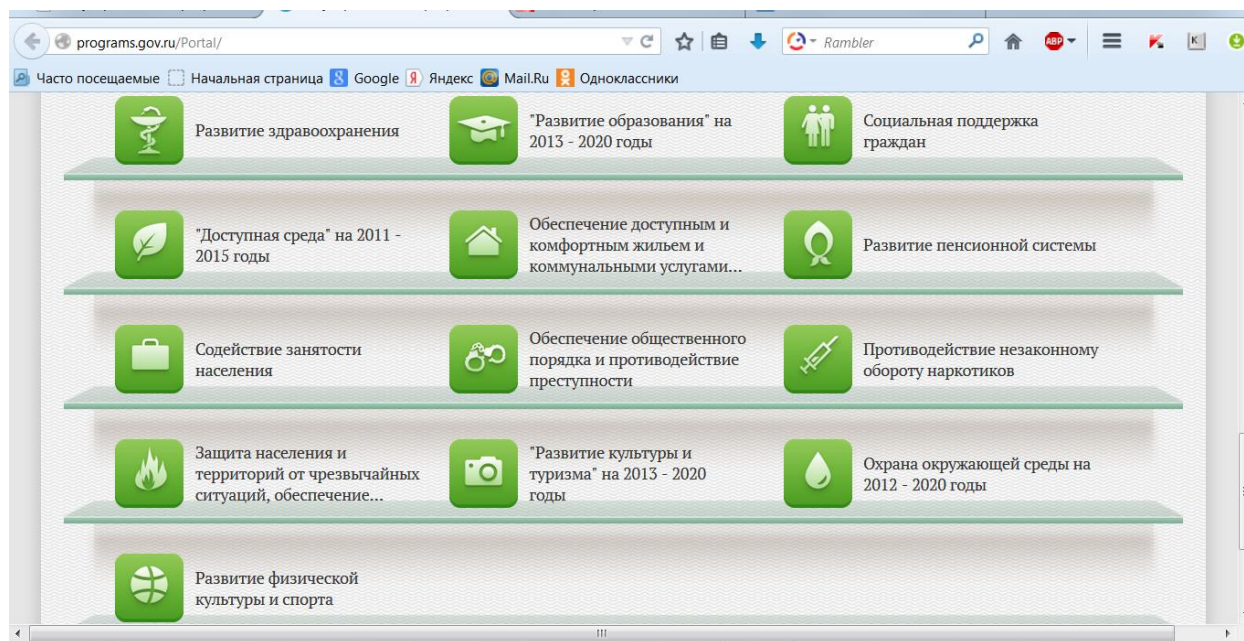 programs.gov.ru/Portal/
Rambler
ABP
K
Часто посещаемые Начальная страница 8 Google Я Яндекс @ Mail.Ru Одноклассники
Развитие здравоохранения
"Развитие образования" на
2013 - 2020 годы
Социальная поддержка
граждан
"Доступная среда" на 2011 -
2015 годы
Обеспечение доступным и
комфортным жильем и
коммунальными услугами...
Развитие пенсионной системы
Содействие занятости
населения
Обеспечение общественного
порядка и противодействие
преступности
Противодействие незаконному
обороту наркотиков
Защита населения и
территорий от чрезвычайных
ситуаций, обеспечение...
"Развитие культуры и
туризма" на 2013 - 2020
годы
Охрана окружающей среды на
2012 - 2020 годы
Развитие физической
культуры и спорта